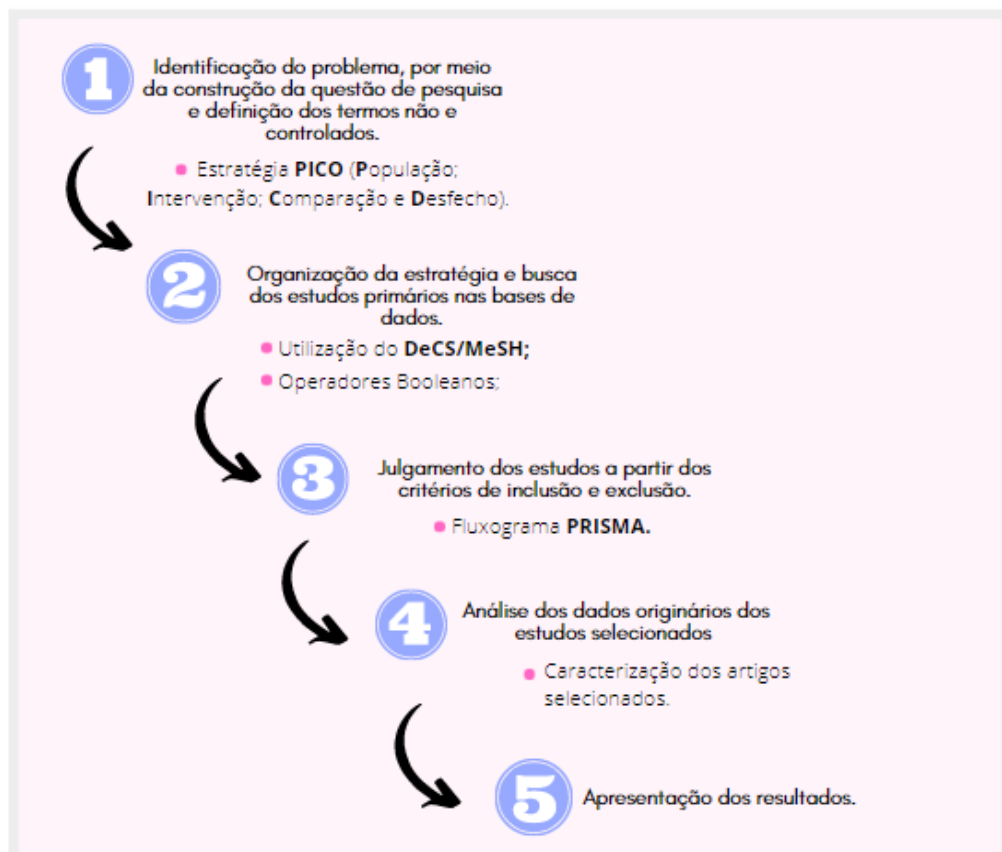 1
Identificação do problema, por meio
da construção da questão de pesquisa
e definição dos termos não e
controlados.
Estratégia PICO (População;
Intervenção; Comparação e Desfecho).
2
Organização da estratégia e busca
dos estudos primários nas bases de
dados.
Utilização do DeCS/MeSH;
Operadores Booleanos;
3
Julgamento dos estudos a partir dos
critérios de inclusão e exclusão.
Fluxograma PRISMA.
4
Análise dos dados originários dos
estudos selecionados
Caracterização dos artigos
selecionados.
5
Apresentação dos resultados.